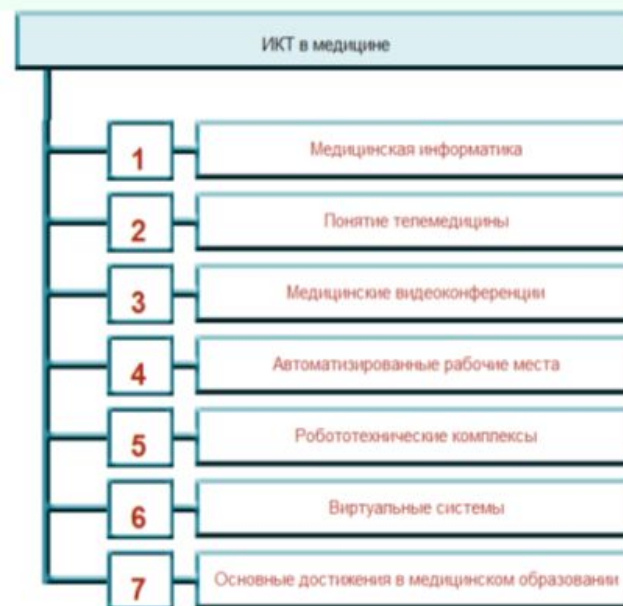 ИКТ в медицине
1 Медицинская информатика
2 Понятие телемедицины
3 Медицинские видеоконференции
4 Автоматизированные рабочие места
5 Робототехнические комплексы
6 Виртуальные системы
7 Основные достижения в медицинском образовании